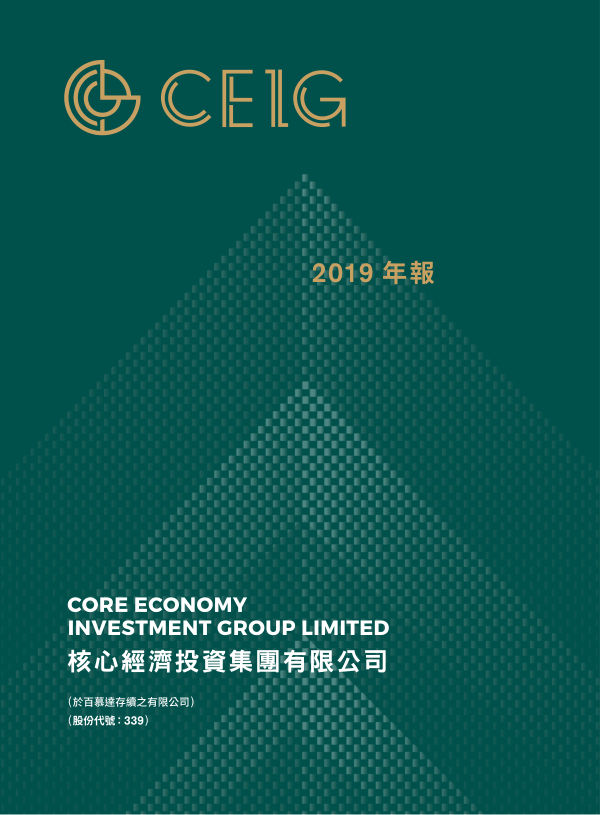 CEIG
2019 年報
CORE ECONOMY
INVESTMENT GROUP LIMITED
核心經濟投資集團有限公司
（於百慕達存續之有限公司）
（股份代號：339）